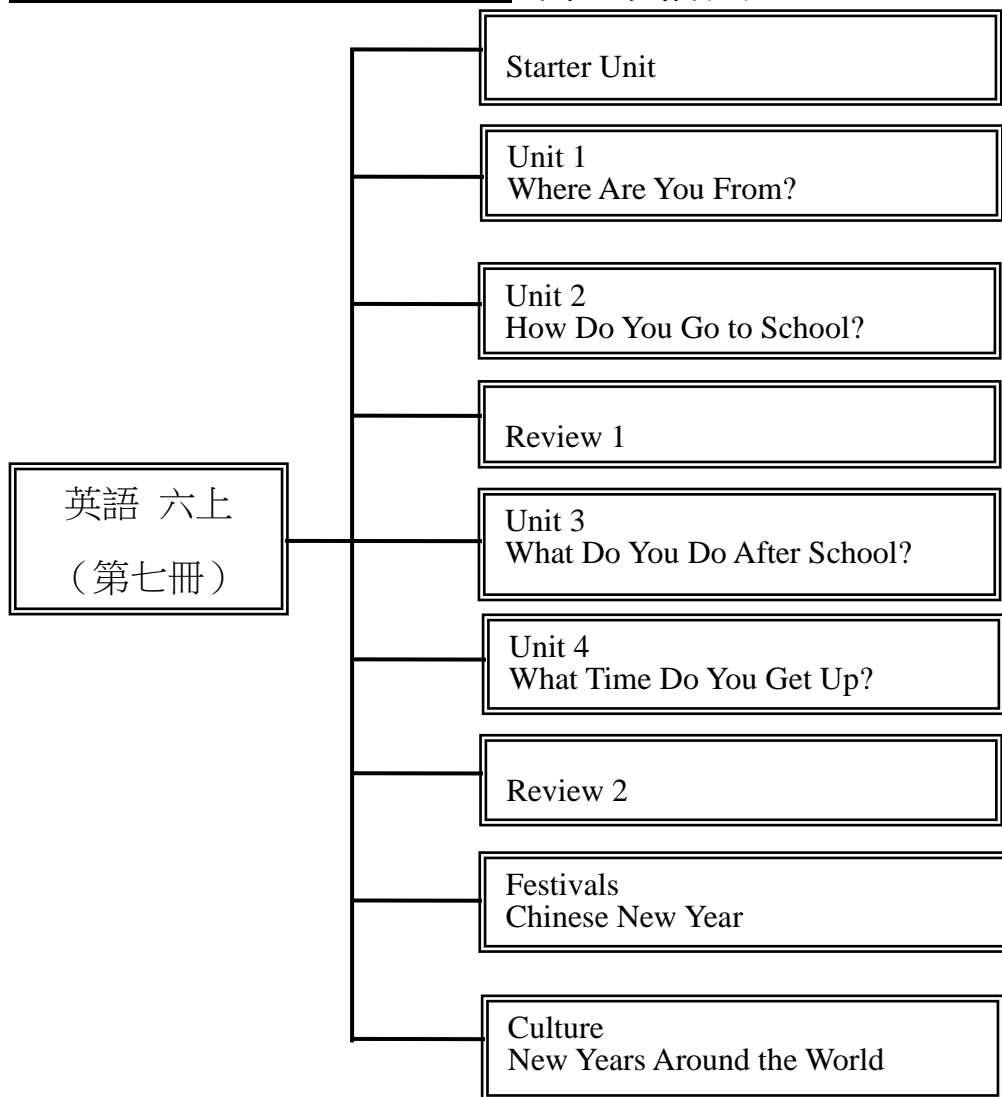 Starter Unit
Unit 1
Where Are You From?
Unit 2
How Do You Go to School?
Review 1
英語 六上
（第七冊）
Unit 3
What Do You Do After School?
Unit 4
What Time Do You Get Up?
Review 2
Festivals
Chinese New Year
Culture
New Years Around the World